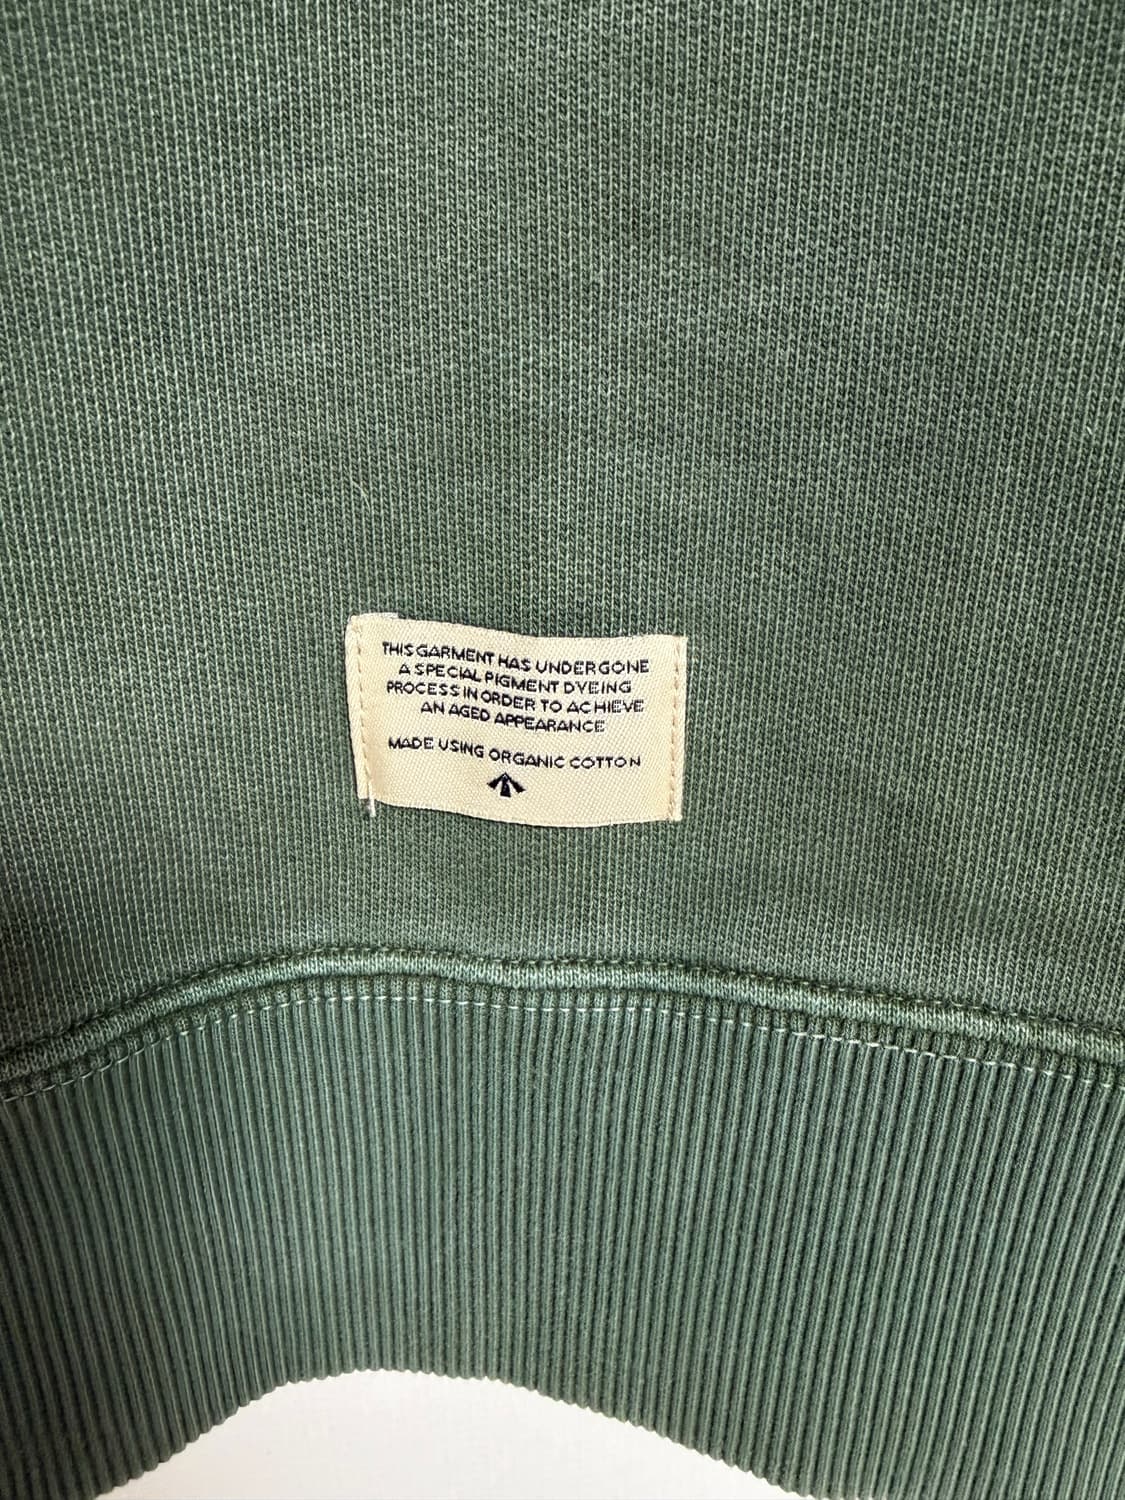 THIS GARMENT HAS UNDERGONE
A SPECIAL PIGMENT DYEING
PROCESS IN ORDER TO ACHIEVE
AN AGED APPEARANCE
MADE USING ORGANIC COTTON